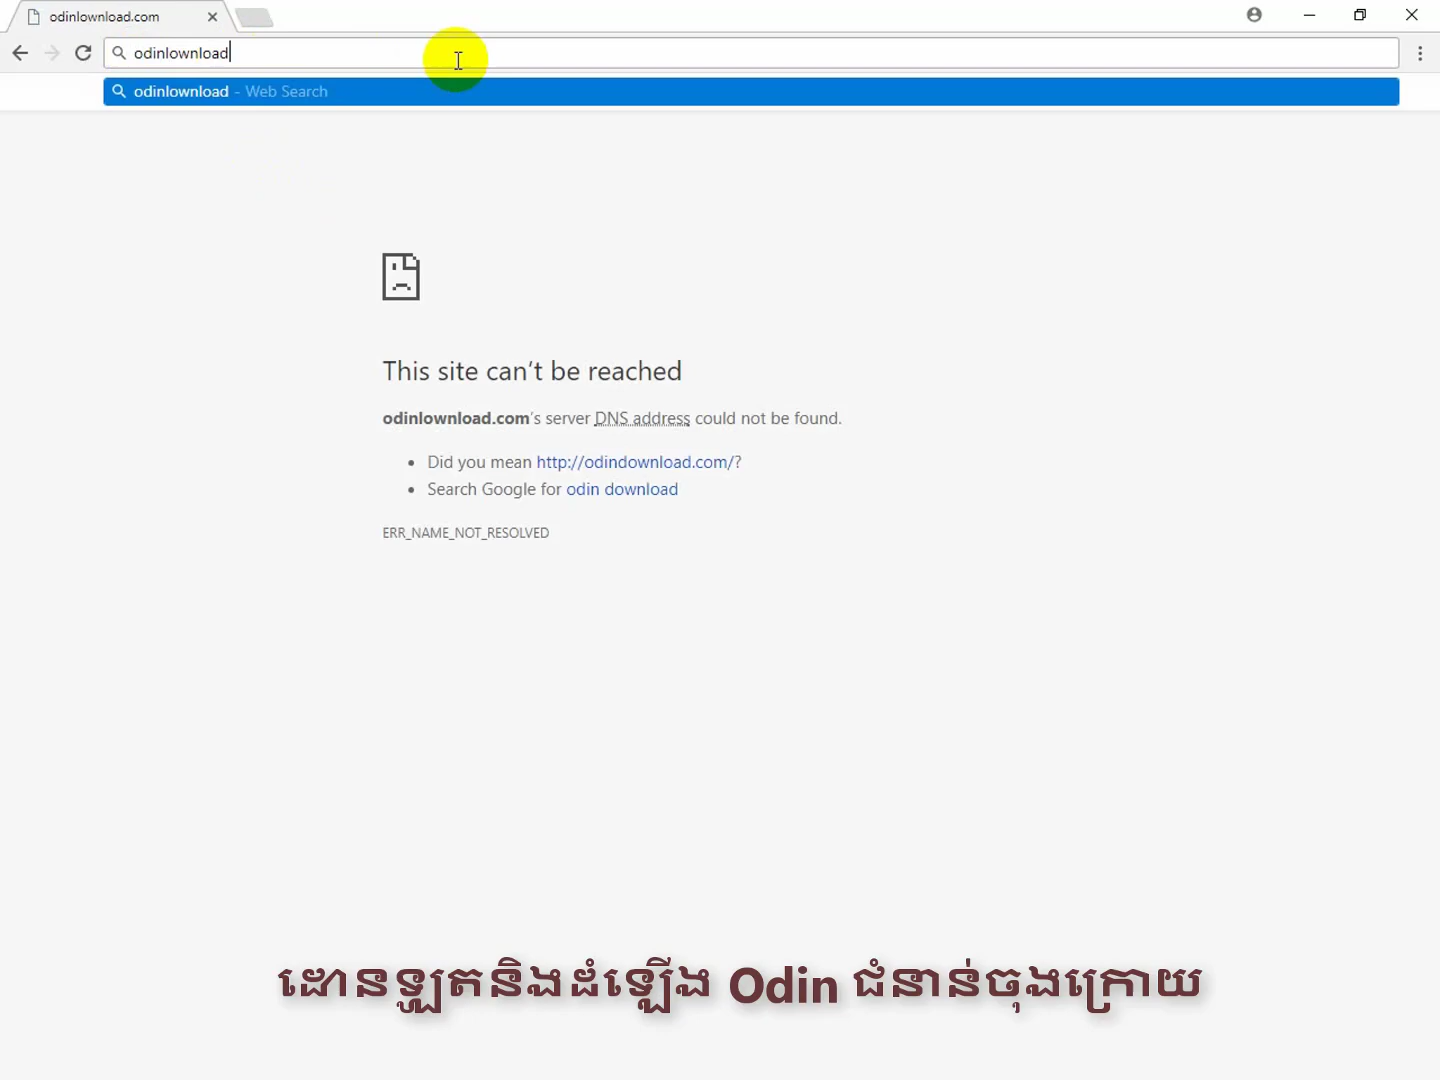 odinlownload.com
odinlownload
odinlownload - Web Search
This site can't be reached
odinlownload.com's server DNS address could not be found.
• Did you mean http://odindownload.com/?
• Search Google for odin download
ERR_NAME_NOT_RESOLVED
ដោនឡូតនិងដំឡើង Odin ជំនាន់ចុងក្រោយ